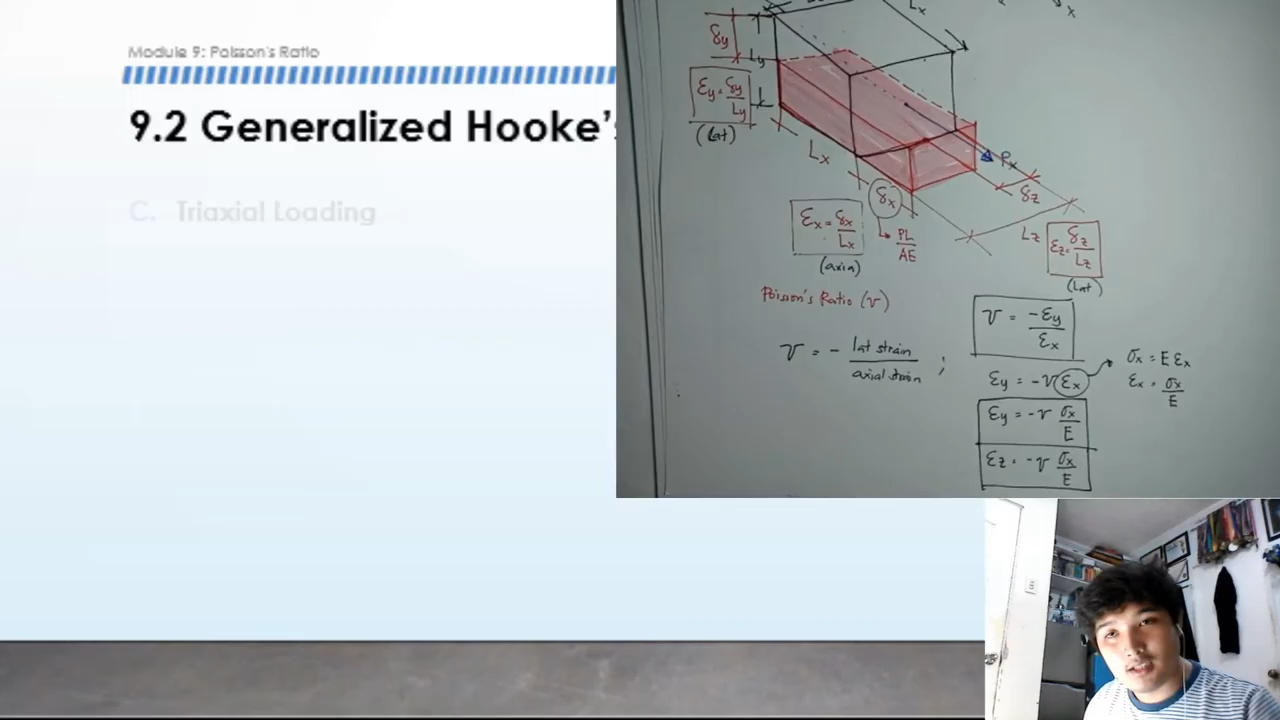 Module 9: Poisson's Ratio
9.2 Generalized Hooke's
C. Triaxial Loading
Lx
x
δy
Ly
εy = δy/Ly
(Lat)
Lx
Px
δx
δz
εx = δx/Lx
(axia)
PL/AE
Lz
εz = δz/Lz
(Lat)
Poisson's Ratio (ν)
ν = - lat strain/axial strain ;
ν = -εy/εx
εy = -ν εx
σx = E εx
εx = σx/E
εy = -ν σx/E
εz = -ν σx/E